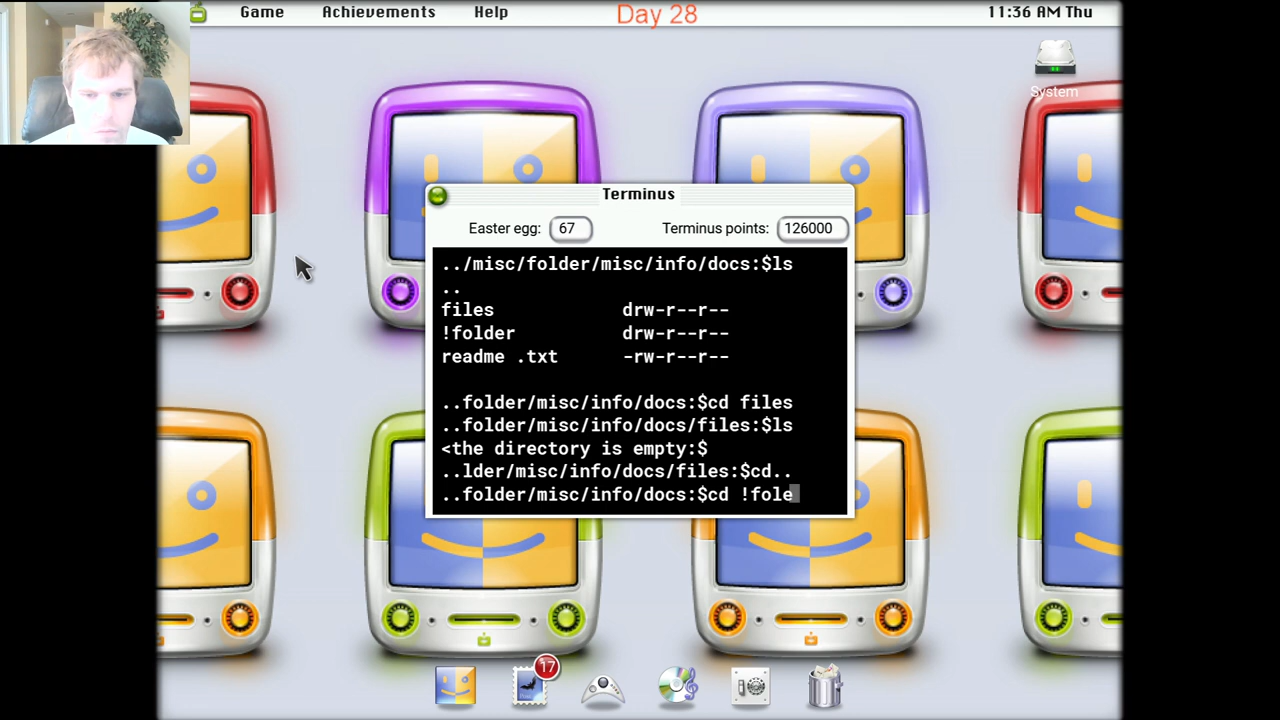 Game Achievements Help Day 28 11:36 AM Thu
System
Terminus
Easter egg: 67 Terminus points: 126000
../misc/folder/misc/info/docs:$ls
..
files drw-r--r--
!folder drw-r--r--
readme .txt -rw-r--r--
..folder/misc/info/docs:$cd files
..folder/misc/info/docs/files:$ls
<the directory is empty:$
..lder/misc/info/docs/files:$cd..
..folder/misc/info/docs:$cd !fole
17